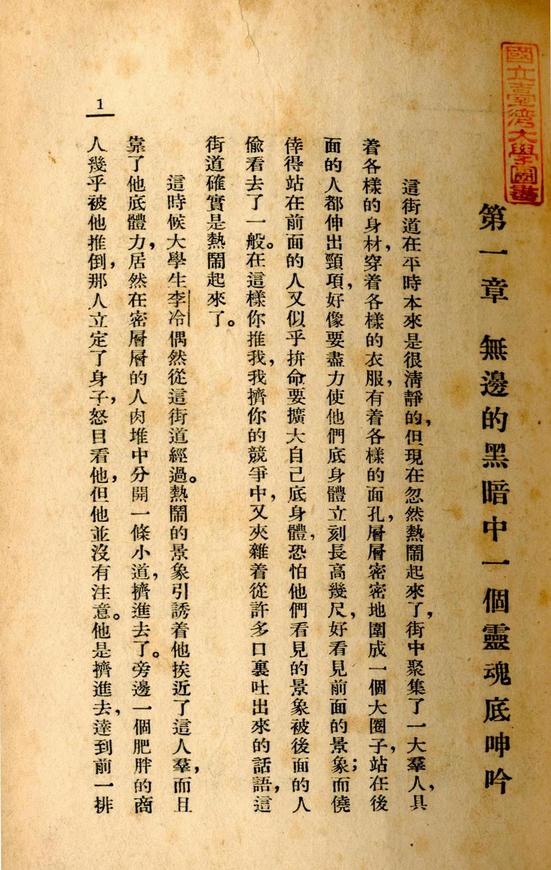 國立臺灣大學圖書
第一章　無邊的黑暗中一個靈魂底呻吟
這街道在平時本來是很清靜的，但現在忽然熱鬧起來了，街中聚集了一大羣人，具
着各樣的身材，穿着各樣的衣服，有着各樣的面孔，層層密密地圍成一個大圈子，站在後
面的人都伸出頸項，好像要盡力使他們底身體立刻長高幾尺，好看見前面的景象；而僥
倖得站在前面的人又似乎拚命要擴大自己底身體，恐怕他們看見的景象被後面的人
偷看去了一般。在這樣你推我，我擠你的競爭中，又夾雜着從許多口裏吐出來的話語，這
街道確實是熱鬧起來了。
這時候大學生李冷偶然從這街道經過。熱鬧的景象引誘着他挨近了這人羣，而且
靠了他底體力，居然在密層層的人肉堆中分開一條小道，擠進去了。旁邊一個肥胖的商
人幾乎被他推倒，那人立定了身子，怒目看他，但他並沒有注意。他是擠進去，達到前一排
1